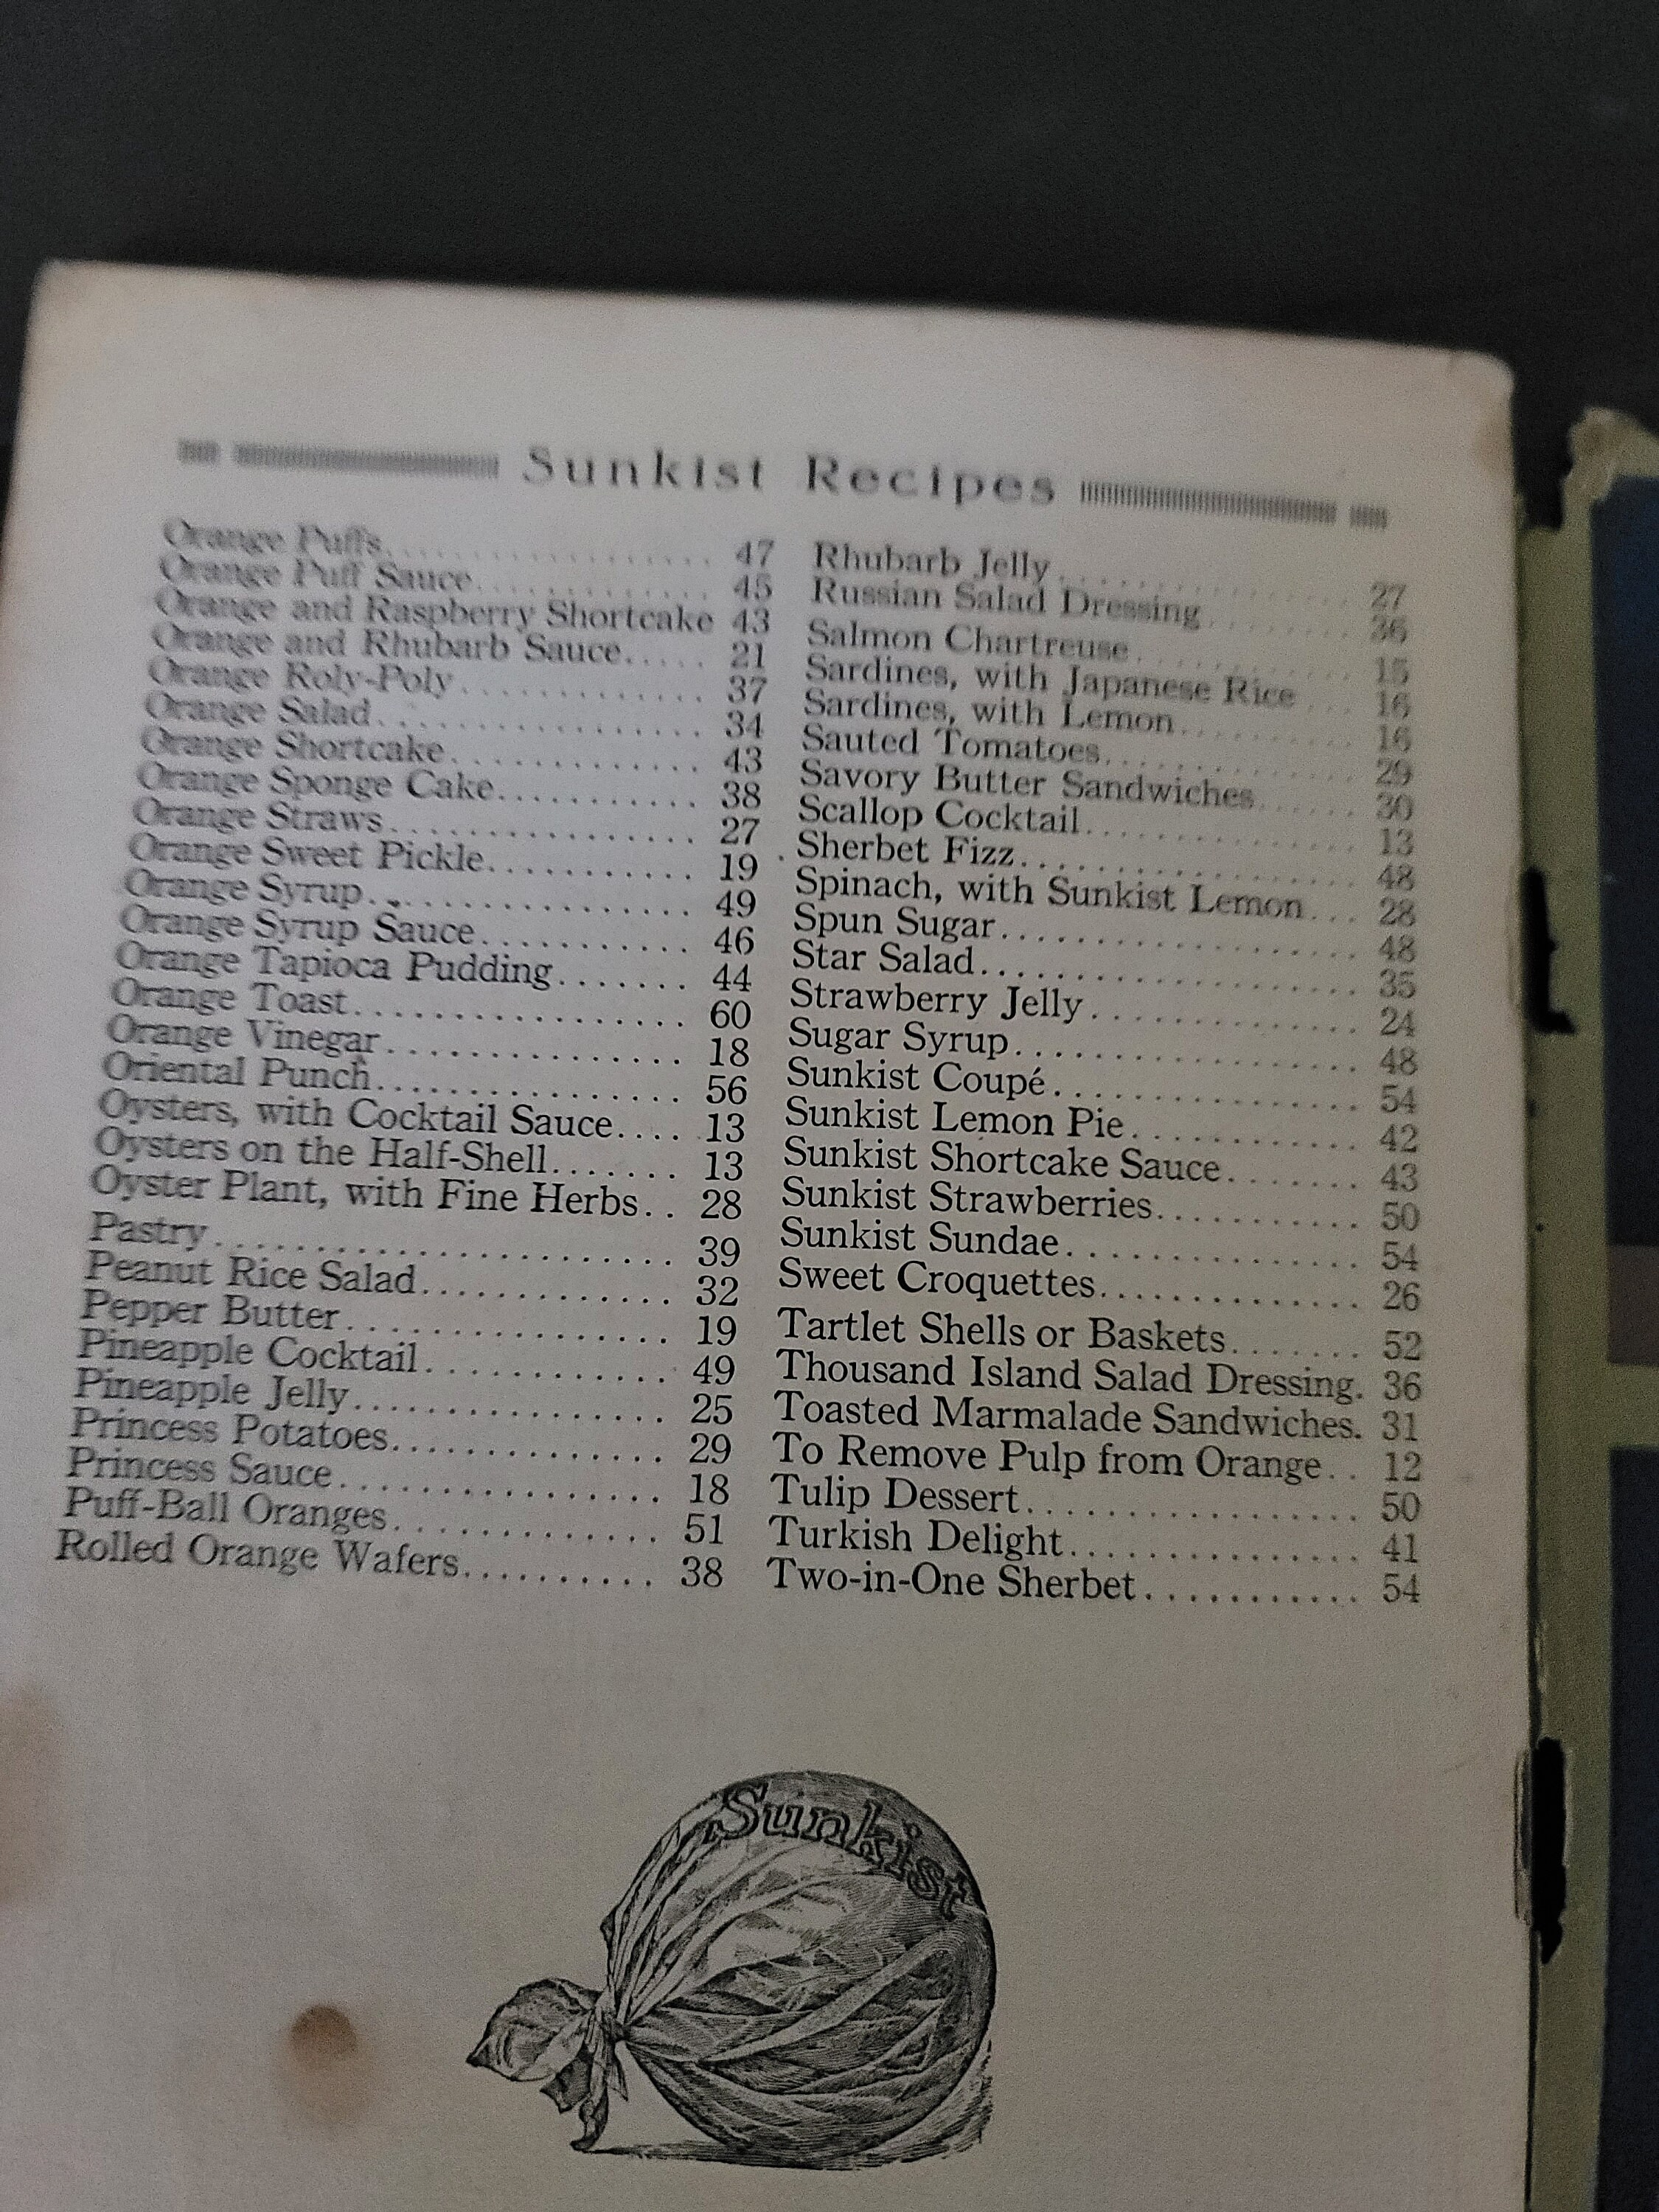 Sunkist Recipes
Orange Puffs.................... 47
Orange Puff Sauce.............. 45
Orange and Raspberry Shortcake 43
Orange and Rhubarb Sauce..... 21
Orange Roly-Poly.............. 37
Orange Salad................... 34
Orange Shortcake.............. 43
Orange Sponge Cake........... 38
Orange Straws................. 27
Orange Sweet Pickle........... 19
Orange Syrup.................. 49
Orange Syrup Sauce........... 46
Orange Tapioca Pudding....... 44
Orange Toast................... 60
Orange Vinegar................ 18
Oriental Punch................. 56
Oysters, with Cocktail Sauce.... 13
Oysters on the Half-Shell....... 13
Oyster Plant, with Fine Herbs.. 28
Pastry......................... 39
Peanut Rice Salad............. 32
Pepper Butter................. 19
Pineapple Cocktail............. 49
Pineapple Jelly................ 25
Princess Potatoes.............. 29
Princess Sauce................. 18
Puff-Ball Oranges.............. 51
Rolled Orange Wafers.......... 38
Rhubarb Jelly................... 27
Russian Salad Dressing........ 36
Salmon Chartreuse............. 15
Sardines, with Japanese Rice... 16
Sardines, with Lemon.......... 16
Sauted Tomatoes............... 29
Savory Butter Sandwiches...... 30
Scallop Cocktail................ 13
Sherbet Fizz.................... 48
Spinach, with Sunkist Lemon... 28
Spun Sugar..................... 48
Star Salad...................... 35
Strawberry Jelly................ 24
Sugar Syrup.................... 48
Sunkist Coupé.................. 54
Sunkist Lemon Pie............. 42
Sunkist Shortcake Sauce....... 43
Sunkist Strawberries........... 50
Sunkist Sundae................ 54
Sweet Croquettes.............. 26
Tartlet Shells or Baskets....... 52
Thousand Island Salad Dressing. 36
Toasted Marmalade Sandwiches. 31
To Remove Pulp from Orange.. 12
Tulip Dessert................... 50
Turkish Delight................ 41
Two-in-One Sherbet........... 54
Sunkist